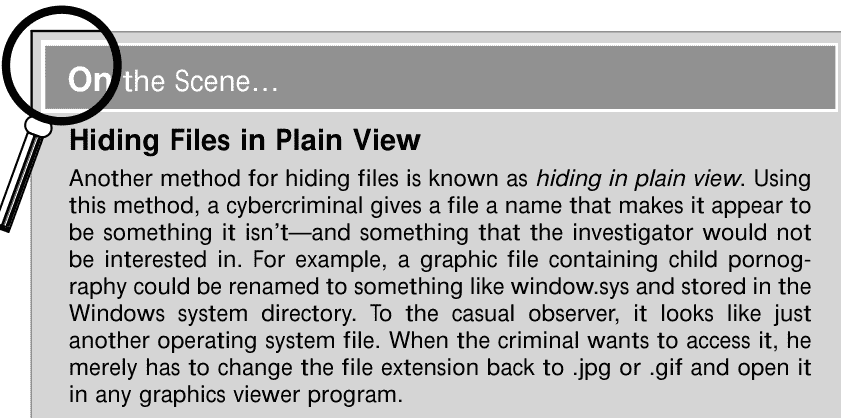 On the Scene…
Hiding Files in Plain View
Another method for hiding files is known as hiding in plain view. Using
this method, a cybercriminal gives a file a name that makes it appear to
be something it isn't—and something that the investigator would not
be interested in. For example, a graphic file containing child pornog-
raphy could be renamed to something like window.sys and stored in the
Windows system directory. To the casual observer, it looks like just
another operating system file. When the criminal wants to access it, he
merely has to change the file extension back to .jpg or .gif and open it
in any graphics viewer program.